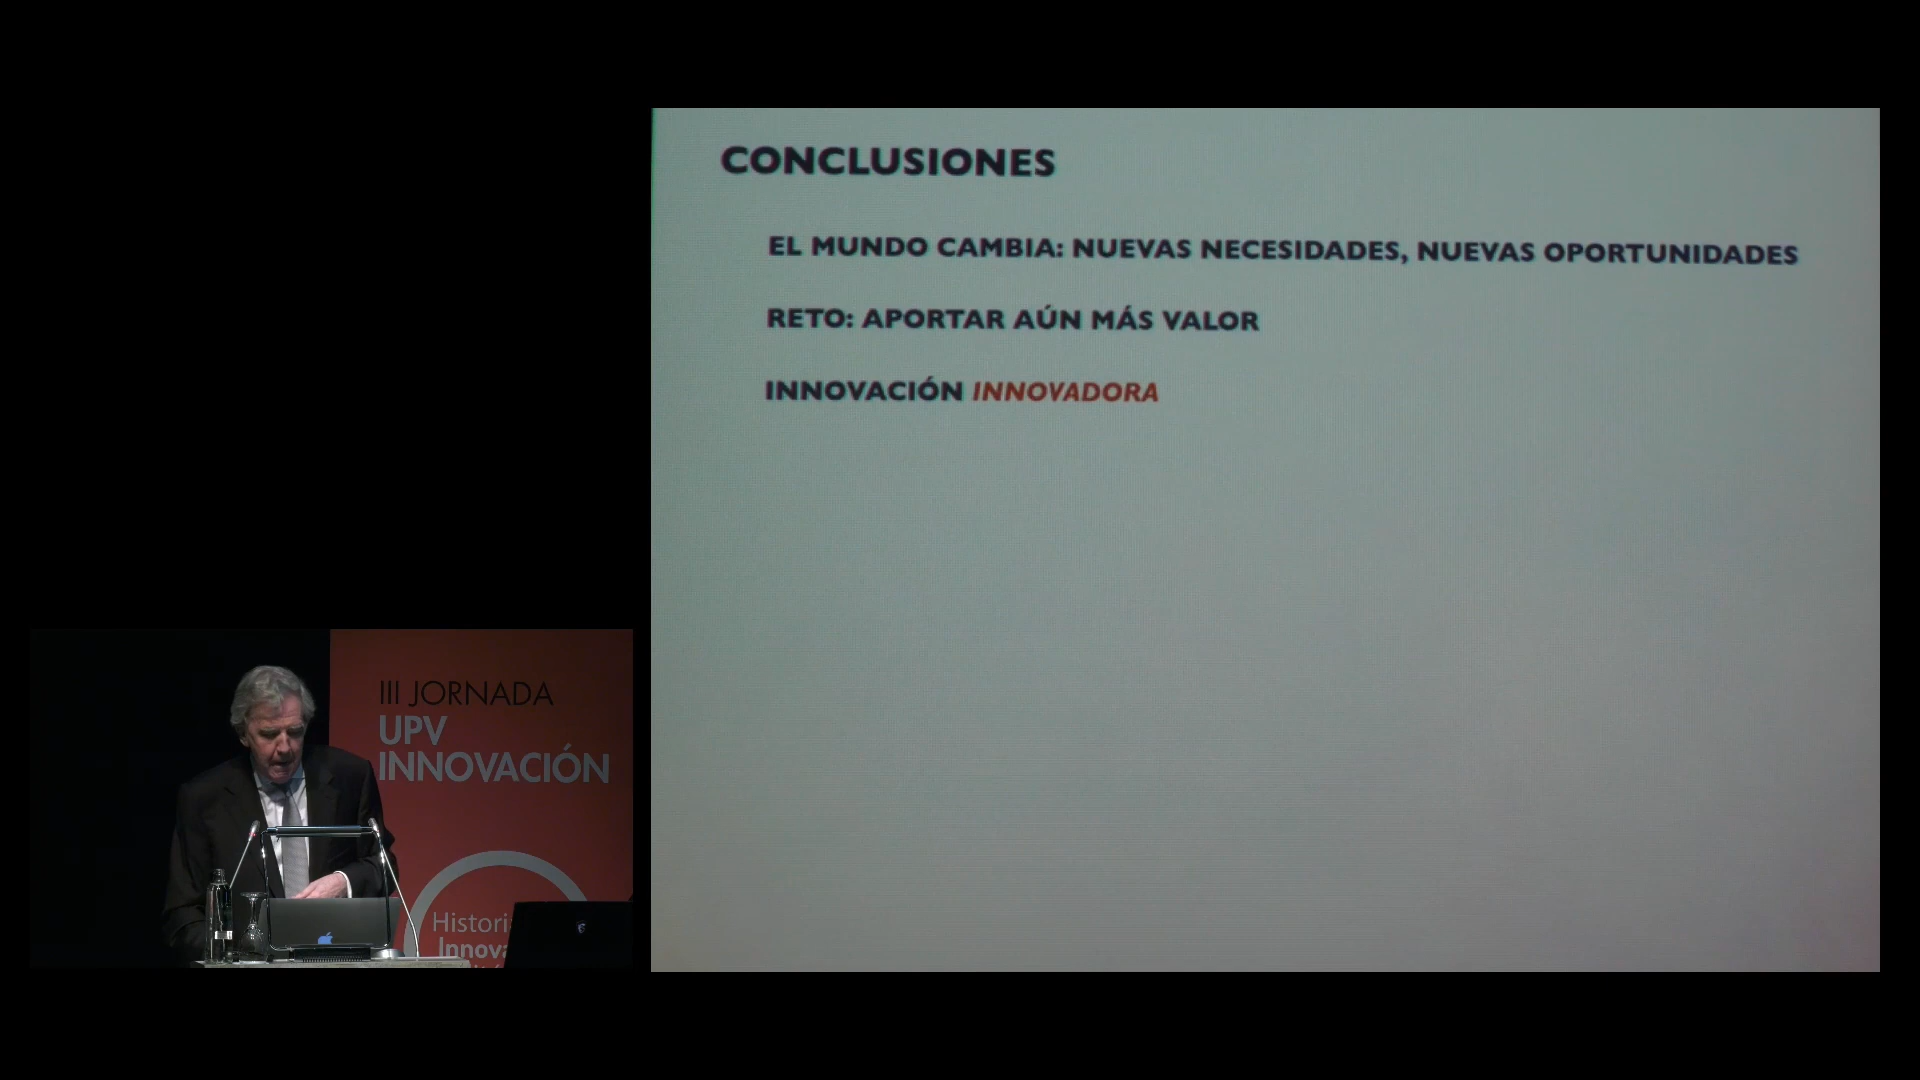 CONCLUSIONES
EL MUNDO CAMBIA: NUEVAS NECESIDADES, NUEVAS OPORTUNIDADES
RETO: APORTAR AÚN MÁS VALOR
INNOVACIÓN INNOVADORA
III JORNADA
UPV
INNOVACIÓN